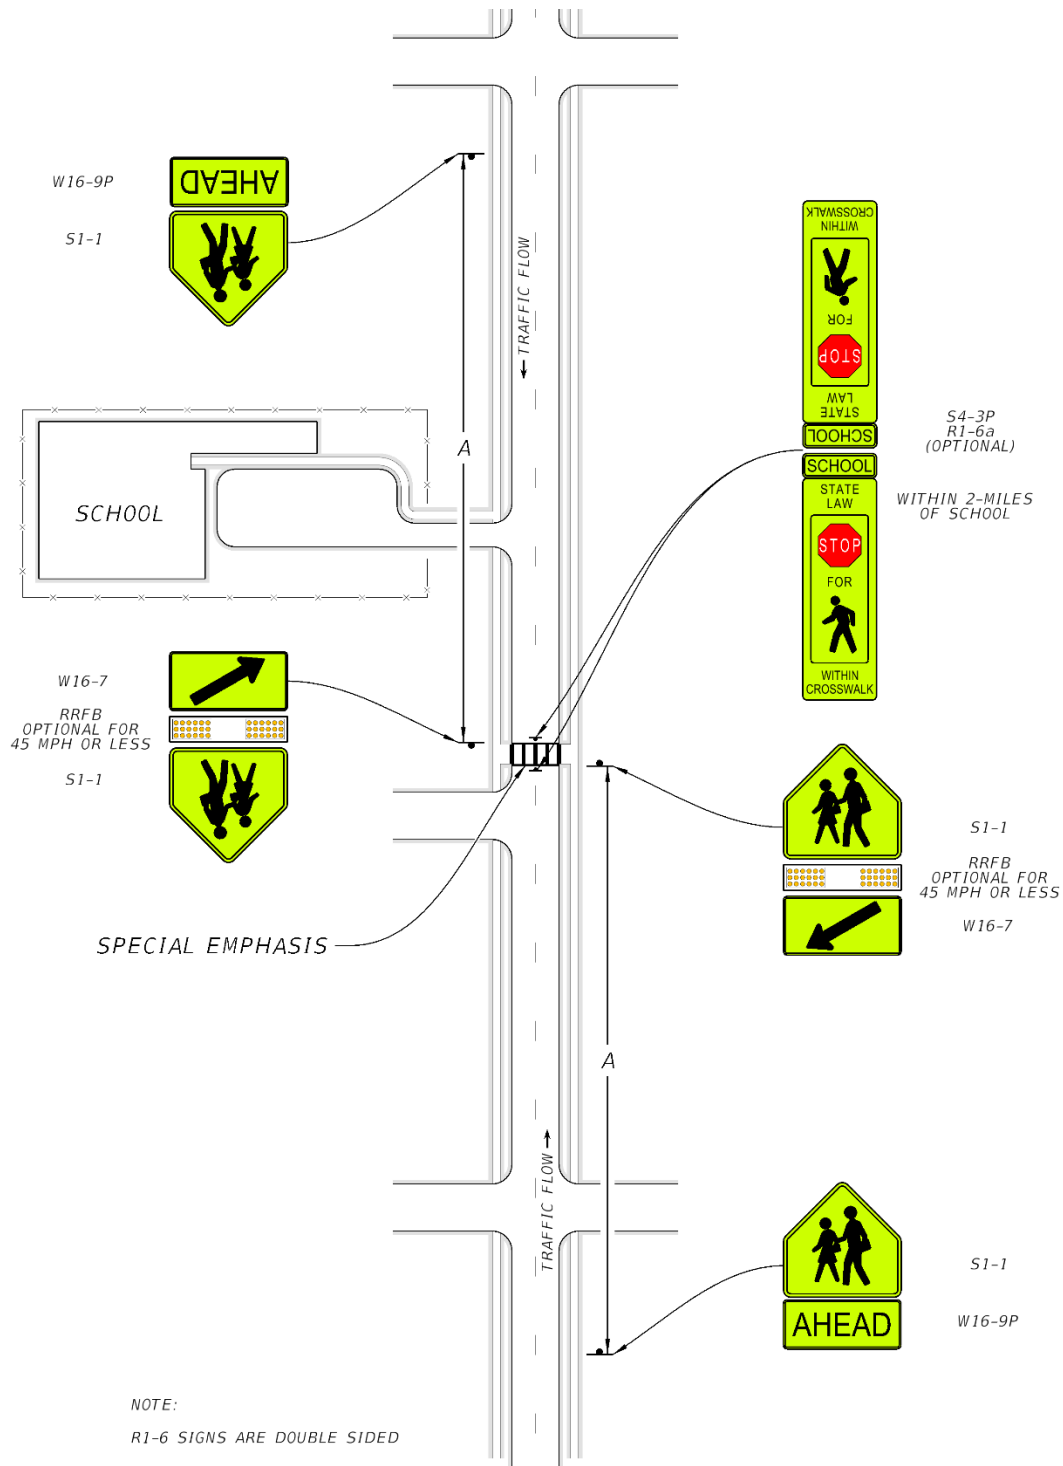 W16-9P
AHEAD
S1-1
TRAFFIC FLOW
WITHIN
CROSSWALK
FOR
STOP
STATE
LAW
SCHOOL
SCHOOL
STATE
LAW
STOP
FOR
WITHIN
CROSSWALK
S4-3P
R1-6a
(OPTIONAL)
WITHIN 2-MILES
OF SCHOOL
A
SCHOOL
W16-7
RRFB
OPTIONAL FOR
45 MPH OR LESS
S1-1
S1-1
RRFB
OPTIONAL FOR
45 MPH OR LESS
W16-7
SPECIAL EMPHASIS
A
TRAFFIC FLOW
S1-1
AHEAD
W16-9P
NOTE:
R1-6 SIGNS ARE DOUBLE SIDED